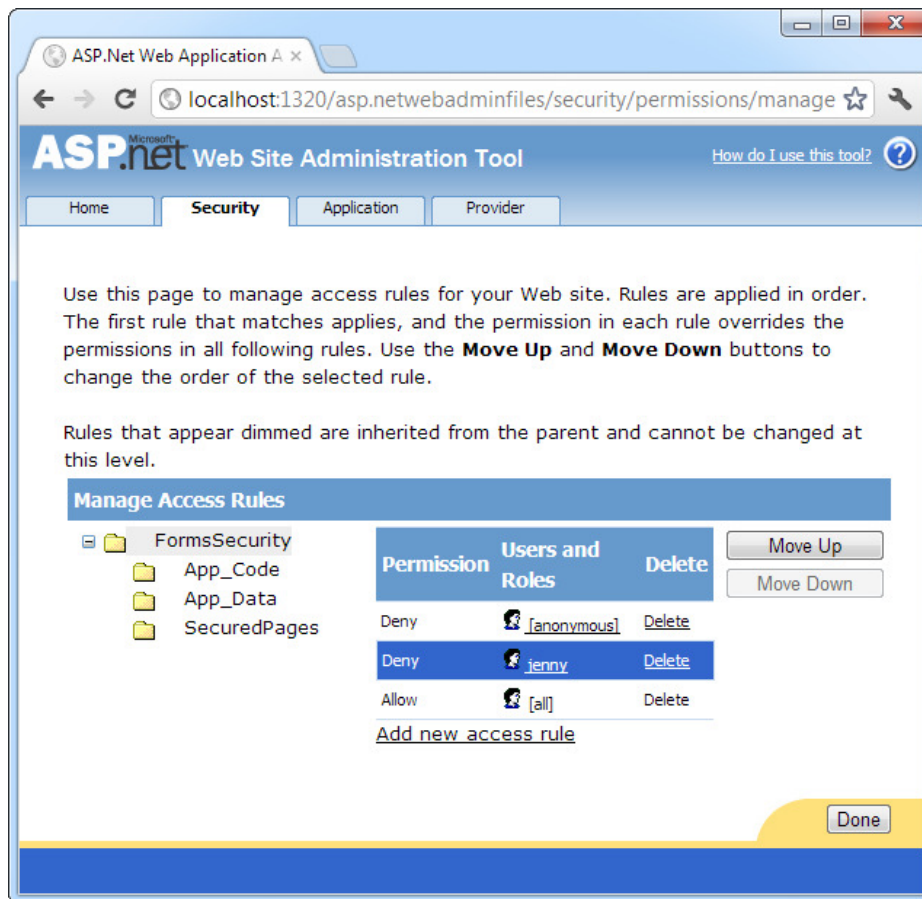 ASP.Net Web Application A
localhost:1320/asp.netwebadminfiles/security/permissions/manage
Microsoft
ASP.net Web Site Administration Tool How do I use this tool? ?
Home Security Application Provider
Use this page to manage access rules for your Web site. Rules are applied in order.
The first rule that matches applies, and the permission in each rule overrides the
permissions in all following rules. Use the Move Up and Move Down buttons to
change the order of the selected rule.
Rules that appear dimmed are inherited from the parent and cannot be changed at
this level.
Manage Access Rules
FormsSecurity
App_Code
App_Data
SecuredPages
Permission Users and Roles Delete
Deny [anonymous] Delete
Deny jenny Delete
Allow [all] Delete
Add new access rule
Move Up
Move Down
Done